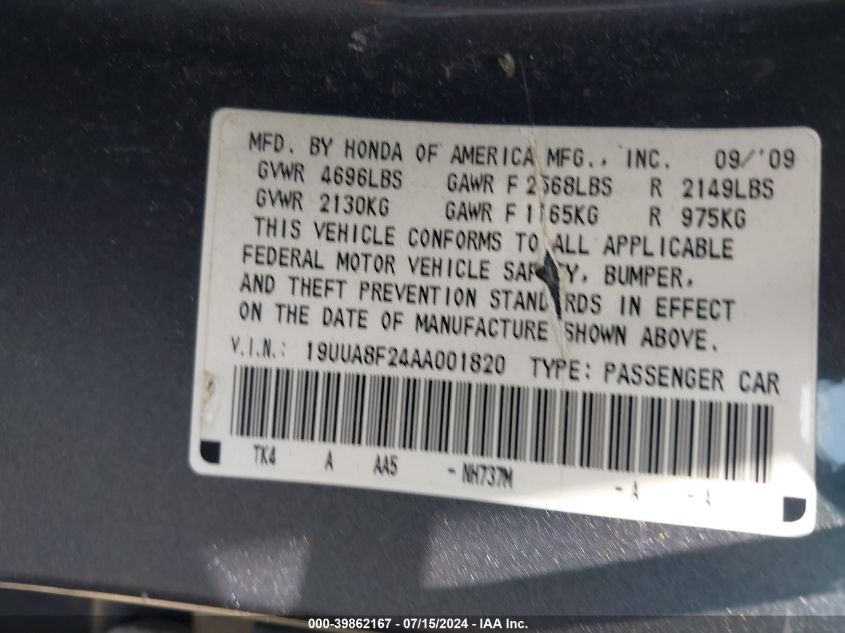 MFD. BY HONDA OF AMERICA MFG., INC. 09/'09
GVWR 4696LBS GAWR F 2568LBS R 2149LBS
GVWR 2130KG GAWR F 1165KG R 975KG
THIS VEHICLE CONFORMS TO ALL APPLICABLE
FEDERAL MOTOR VEHICLE SAFETY, BUMPER,
AND THEFT PREVENTION STANDARDS IN EFFECT
ON THE DATE OF MANUFACTURE SHOWN ABOVE.
V.I.N.: 19UUA8F24AA001820 TYPE: PASSENGER CAR
TK4 A AA5 -NH737M -A -A
000-39862167 - 07/15/2024 - IAA Inc.